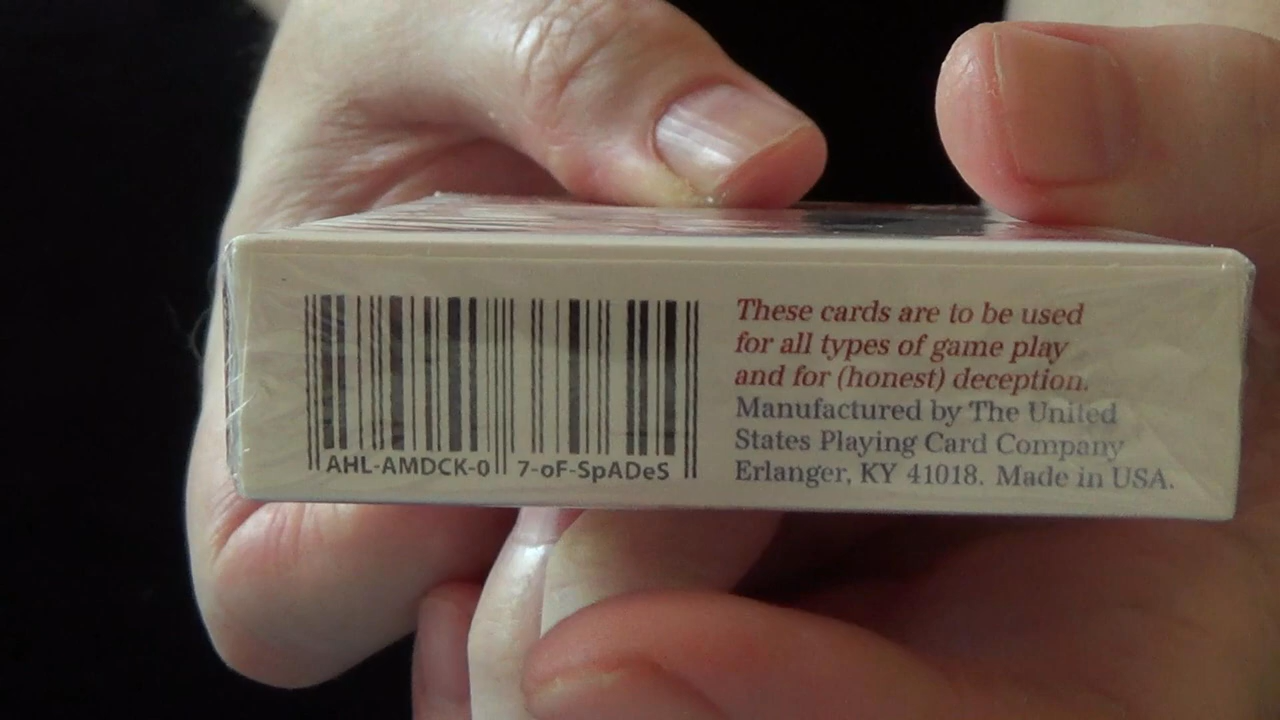 AHL-AMDCK-0 7-oF-SpADeS
These cards are to be used
for all types of game play
and for (honest) deception.
Manufactured by The United
States Playing Card Company
Erlanger, KY 41018. Made in USA.